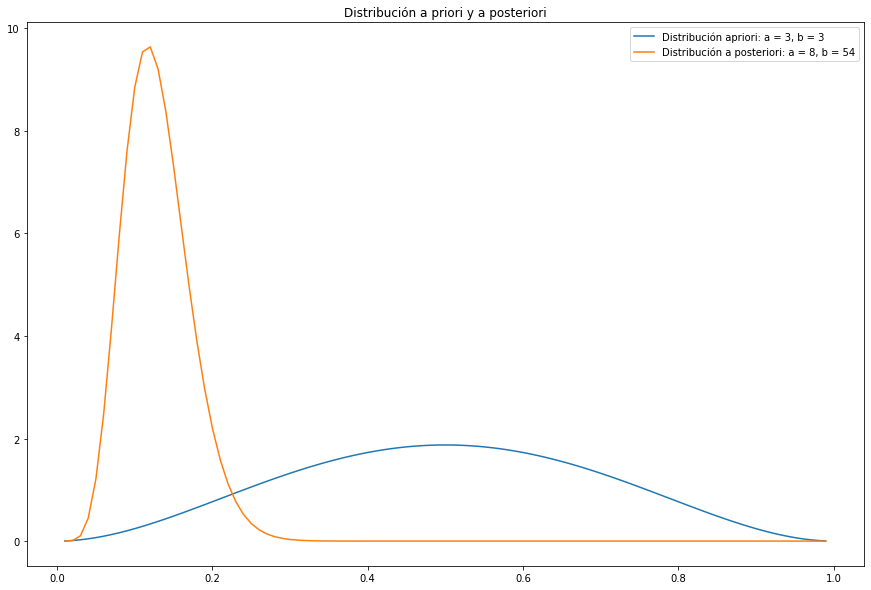 Distribución a priori y a posteriori
Distribución apriori: a = 3, b = 3
Distribución a posteriori: a = 8, b = 54
10
8
6
4
2
0
0.0 0.2 0.4 0.6 0.8 1.0